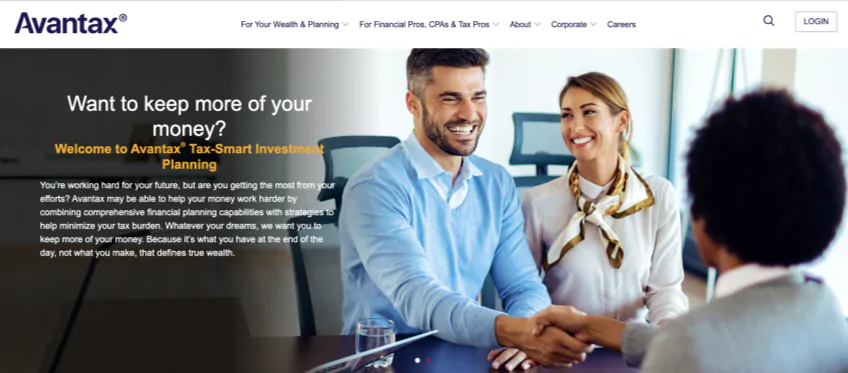 Avantax®
For Your Wealth & Planning
For Financial Pros, CPAs & Tax Pros
About
Corporate
Careers
LOGIN
Want to keep more of your
money?
Welcome to Avantax® Tax-Smart Investment
Planning
You're working hard for your future, but are you getting the most from your
efforts? Avantax may be able to help your money work harder by
combining comprehensive financial planning capabilities with strategies to
help minimize your tax burden. Whatever your dreams, we want you to
keep more of your money. Because it's what you have at the end of the
day, not what you make, that defines true wealth.